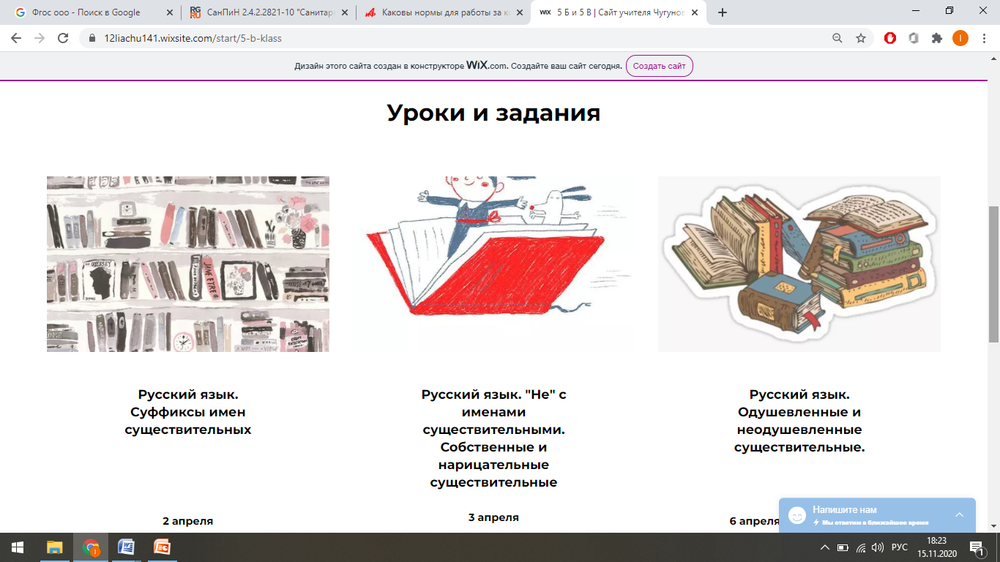 Фгос ооо - Поиск в Google
СанПиН 2.4.2.2821-10 "Санитарн
Каковы нормы для работы за ко
5 Б и 5 В | Сайт учителя Чугунов
12liachu141.wixsite.com/start/5-b-klass
Дизайн этого сайта создан в конструкторе WiX.com. Создайте ваш сайт сегодня. Создать сайт
Уроки и задания
ODYSSEY
JANE EYRE
Русский язык.
Суффиксы имен
существительных
2 апреля
Русский язык. "Не" с
именами
существительными.
Собственные и
нарицательные
существительные
3 апреля
Русский язык.
Одушевленные и
неодушевленные
существительные.
6 апреля
Напишите нам
Мы ответим в ближайшее время
РУС
18:23
15.11.2020